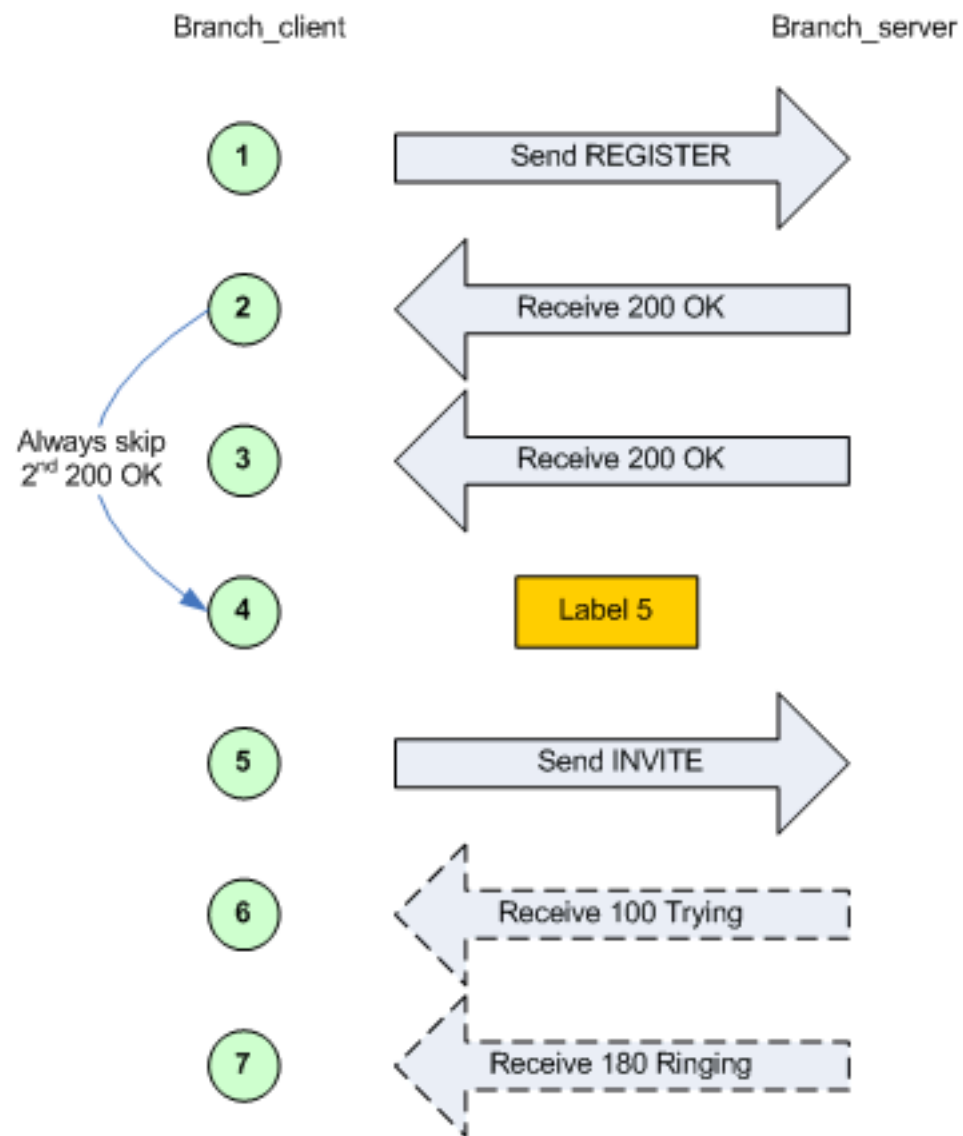 Branch_client Branch_server
1 Send REGISTER
2 Receive 200 OK
Always skip
2nd 200 OK
3 Receive 200 OK
4 Label 5
5 Send INVITE
6 Receive 100 Trying
7 Receive 180 Ringing